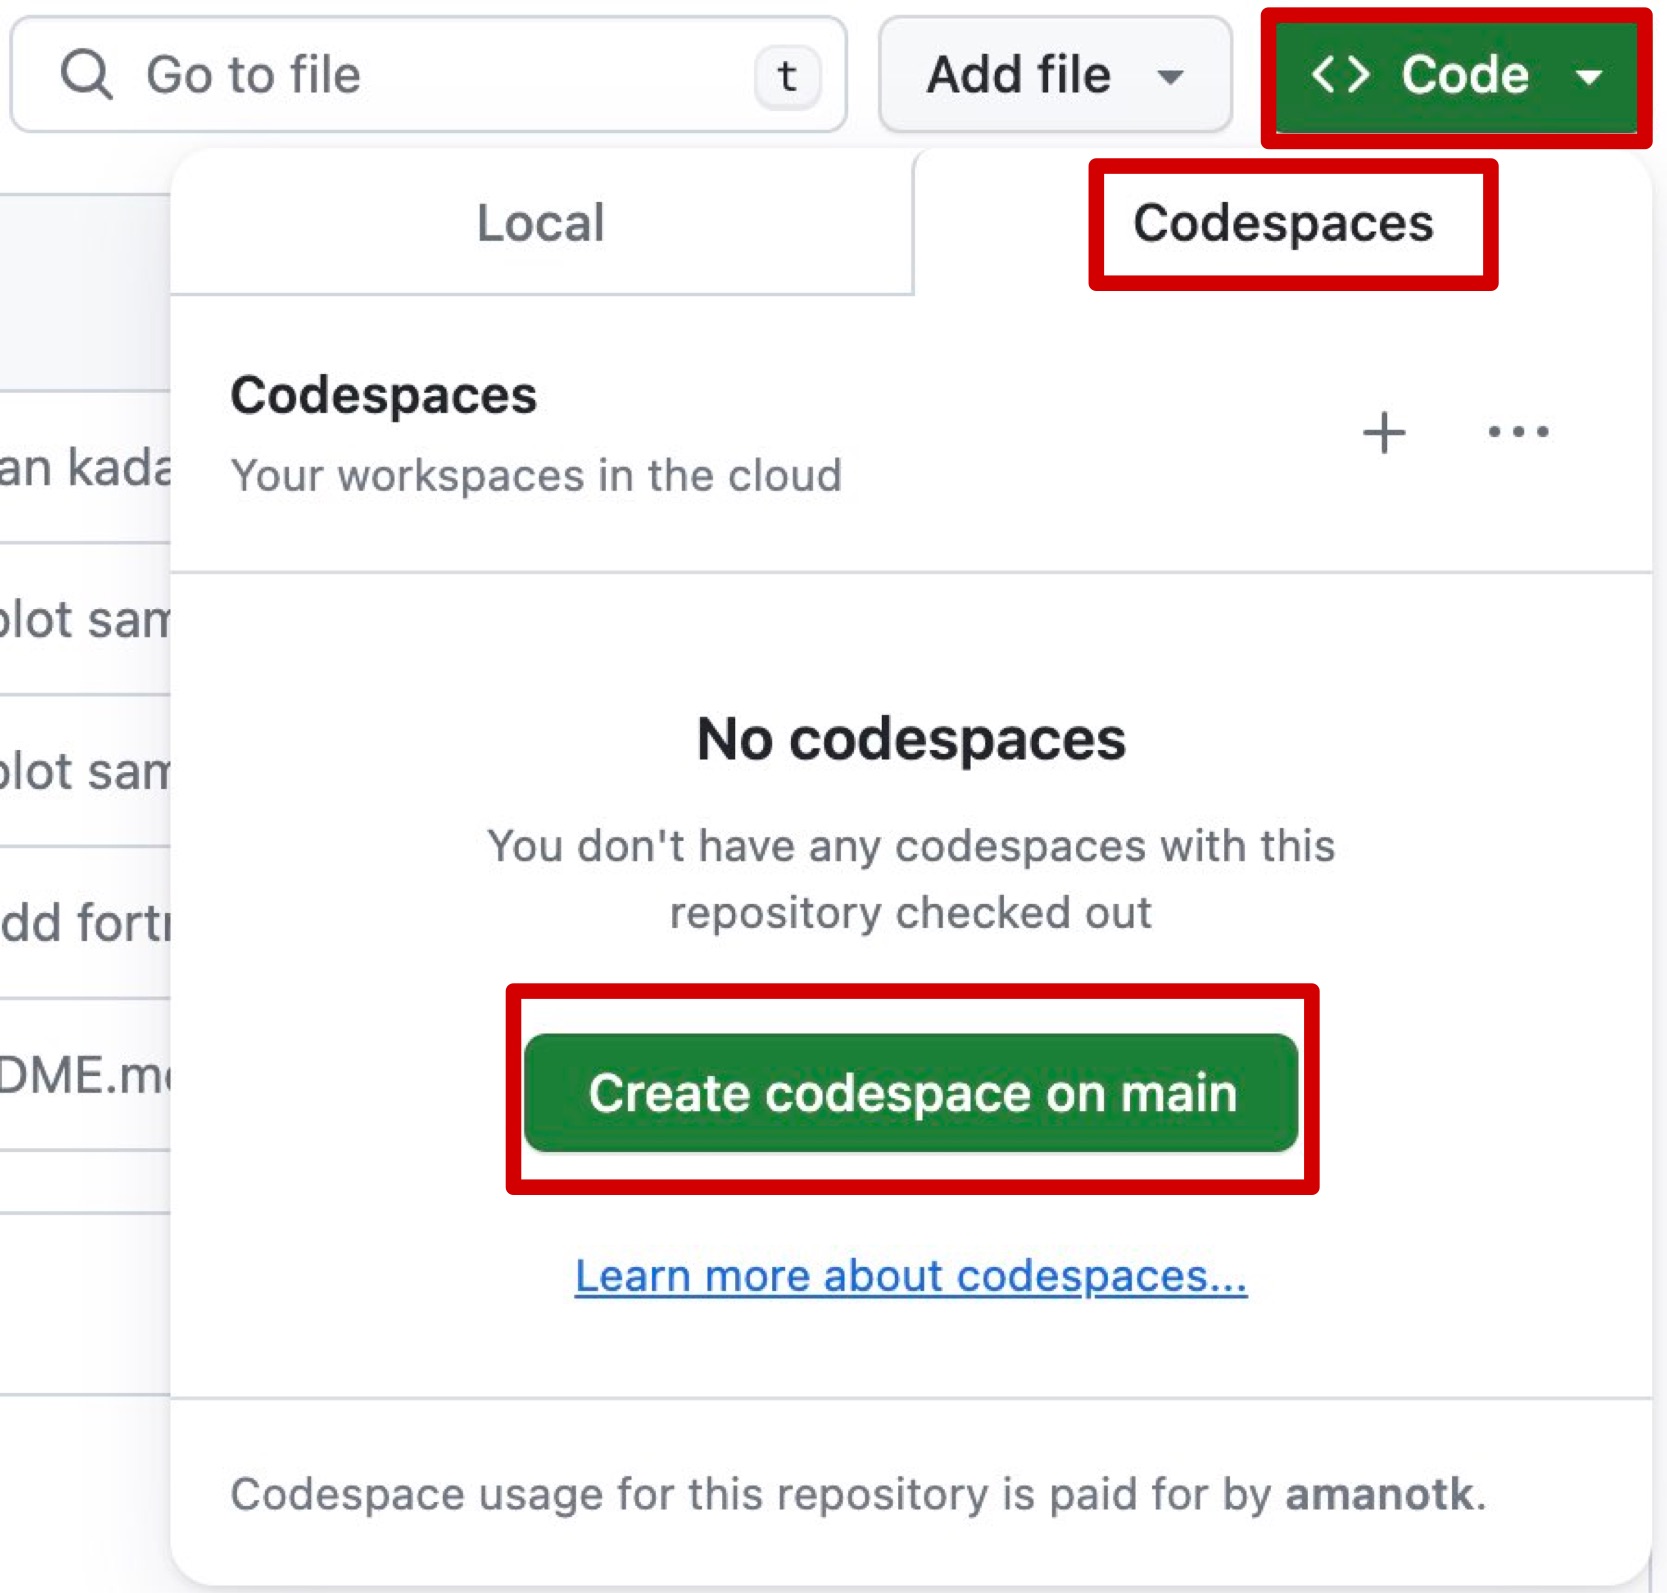 Go to file t Add file <> Code
Local Codespaces
Codespaces
Your workspaces in the cloud
an kada
plot sam
No codespaces
plot sam
You don't have any codespaces with this
repository checked out
dd fort
DME.m
Create codespace on main
Learn more about codespaces...
Codespace usage for this repository is paid for by amanotk.